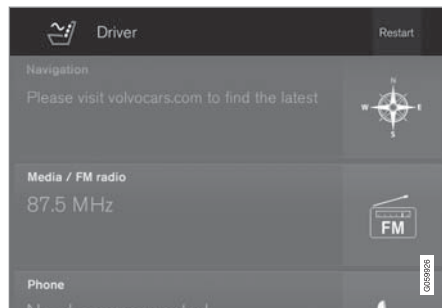 Driver
Restart
Navigation
Please visit volvocars.com to find the latest
N
W
E
S
Media / FM radio
87.5 MHz
FM
G059926
Phone